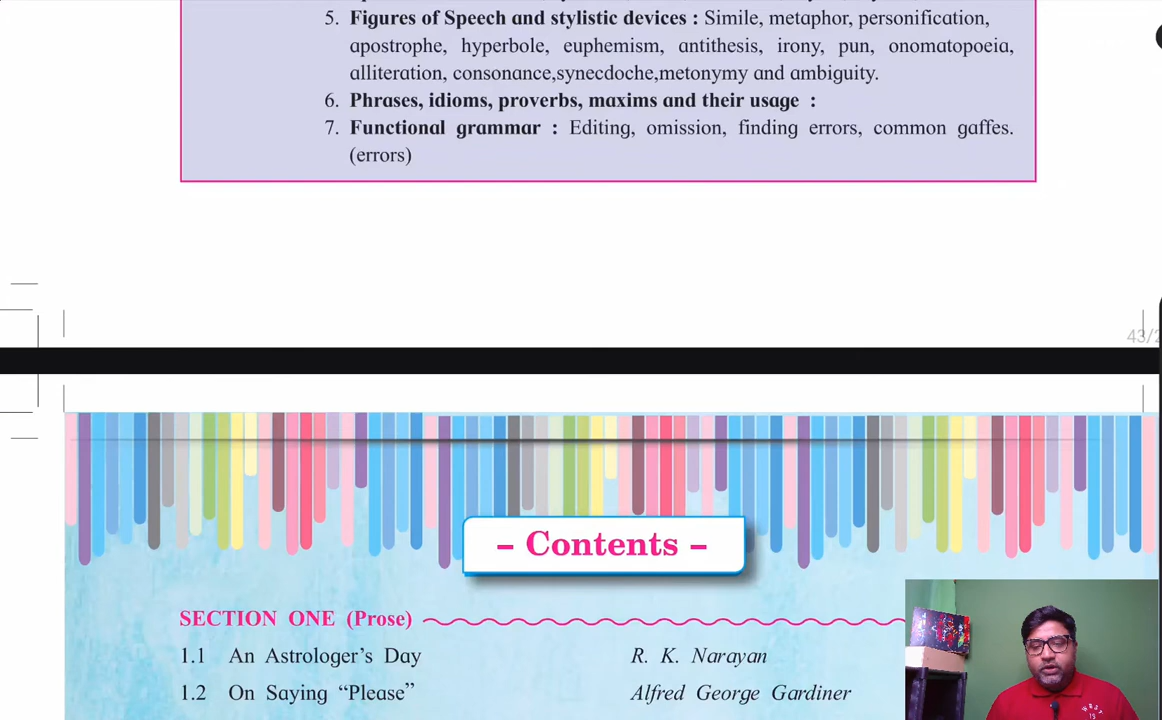 5. Figures of Speech and stylistic devices : Simile, metaphor, personification,
apostrophe, hyperbole, euphemism, antithesis, irony, pun, onomatopoeia,
alliteration, consonance,synecdoche,metonymy and ambiguity.
6. Phrases, idioms, proverbs, maxims and their usage :
7. Functional grammar : Editing, omission, finding errors, common gaffes.
(errors)
43/2
– Contents –
SECTION ONE (Prose)
1.1 An Astrologer's Day R. K. Narayan
1.2 On Saying “Please” Alfred George Gardiner